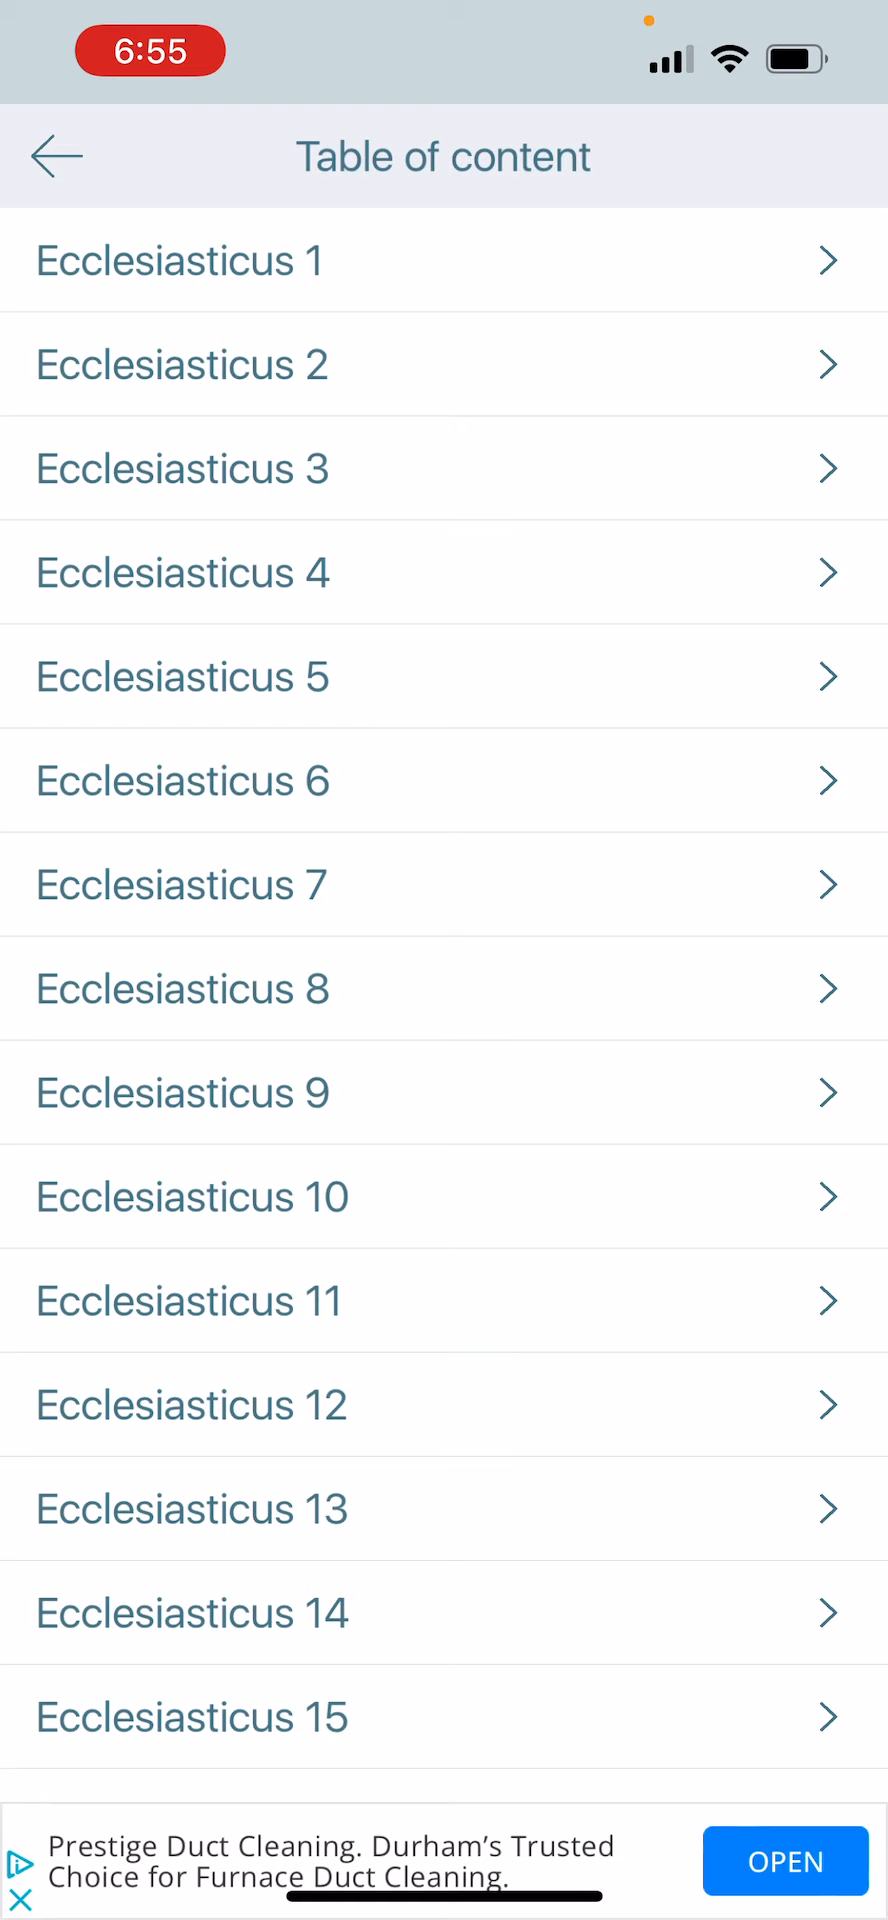 6:55
Table of content
Ecclesiasticus 1
Ecclesiasticus 2
Ecclesiasticus 3
Ecclesiasticus 4
Ecclesiasticus 5
Ecclesiasticus 6
Ecclesiasticus 7
Ecclesiasticus 8
Ecclesiasticus 9
Ecclesiasticus 10
Ecclesiasticus 11
Ecclesiasticus 12
Ecclesiasticus 13
Ecclesiasticus 14
Ecclesiasticus 15
Prestige Duct Cleaning. Durham's Trusted
Choice for Furnace Duct Cleaning.
OPEN